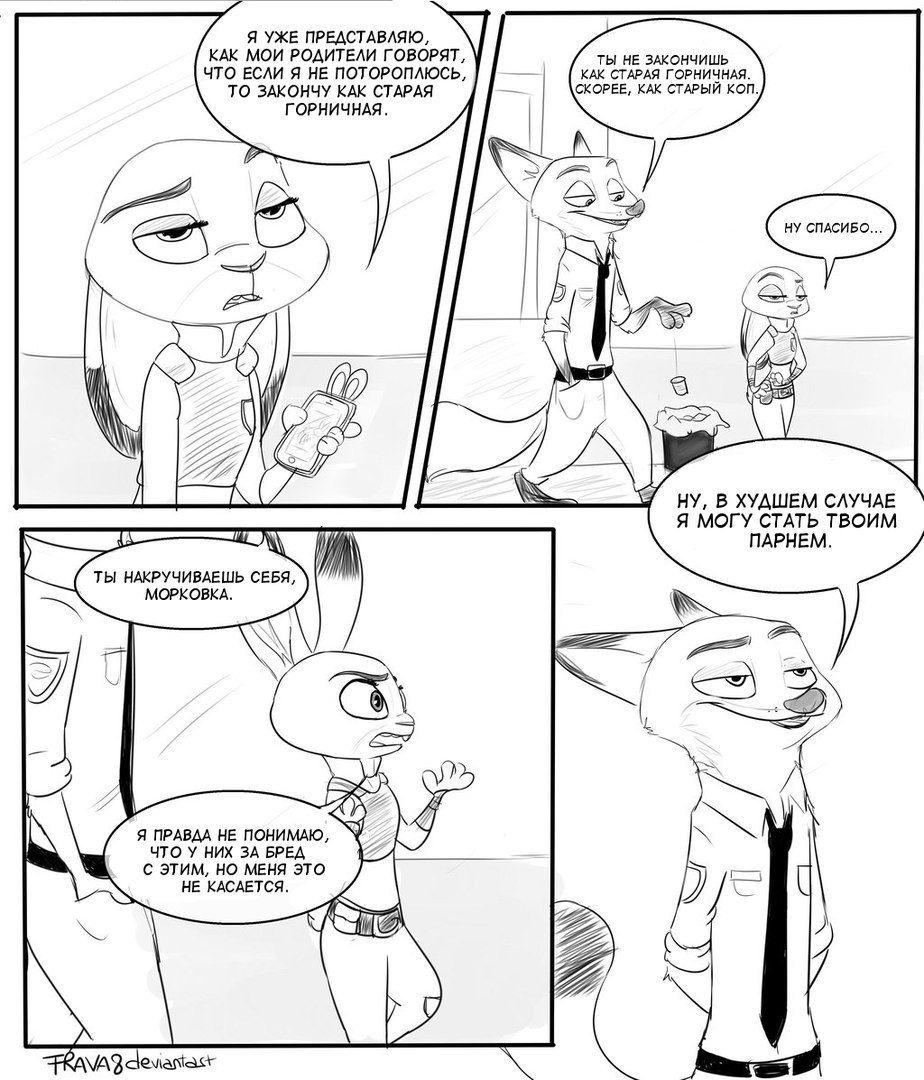 Я УЖЕ ПРЕДСТАВЛЯЮ,
КАК МОИ РОДИТЕЛИ ГОВОРЯТ,
ЧТО ЕСЛИ Я НЕ ПОТОРОПЛЮСЬ,
ТО ЗАКОНЧУ КАК СТАРАЯ
ГОРНИЧНАЯ.
ТЫ НЕ ЗАКОНЧИШЬ
КАК СТАРАЯ ГОРНИЧНАЯ.
СКОРЕЕ, КАК СТАРЫЙ КОП.
НУ СПАСИБО...
ТЫ НАКРУЧИВАЕШЬ СЕБЯ,
МОРКОВКА.
Я ПРАВДА НЕ ПОНИМАЮ,
ЧТО У НИХ ЗА БРЕД
С ЭТИМ, НО МЕНЯ ЭТО
НЕ КАСАЕТСЯ.
НУ, В ХУДШЕМ СЛУЧАЕ
Я МОГУ СТАТЬ ТВОИМ
ПАРНЕМ.
FRAVA8 deviantart